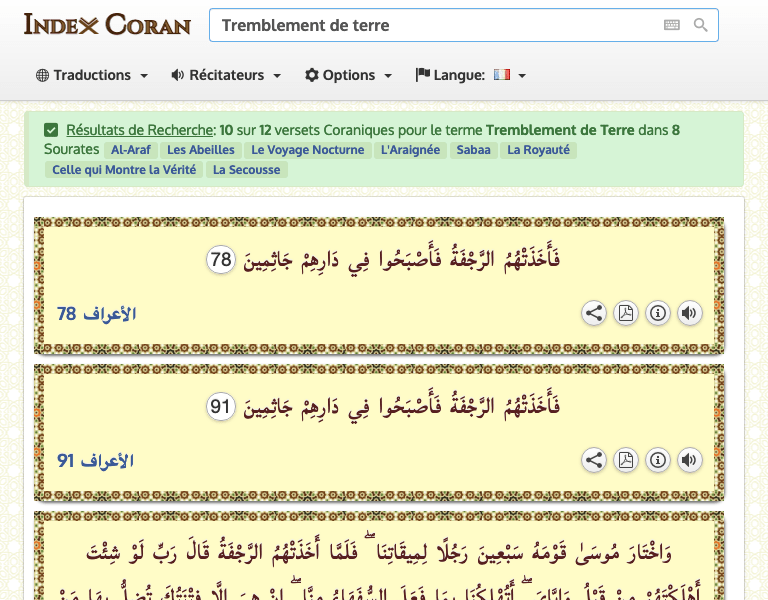 INDEX CORAN
Tremblement de terre
Traductions Récitateurs Options Langue:
Résultats de Recherche: 10 sur 12 versets Coraniques pour le terme Tremblement de Terre dans 8
Sourates Al-Araf Les Abeilles Le Voyage Nocturne L'Araignée Sabaa La Royauté
Celle qui Montre la Vérité La Secousse
فَأَخَذَتْهُمُ الرَّجْفَةُ فَأَصْبَحُوا فِي دَارِهِمْ جَاثِمِينَ 78
الأعراف 78
فَأَخَذَتْهُمُ الرَّجْفَةُ فَأَصْبَحُوا فِي دَارِهِمْ جَاثِمِينَ 91
الأعراف 91
وَاخْتَارَ مُوسَىٰ قَوْمَهُ سَبْعِينَ رَجُلًا لِمِيقَاتِنَا ۖ فَلَمَّا أَخَذَتْهُمُ الرَّجْفَةُ قَالَ رَبِّ لَوْ شِئْتَ
أَهْلَكْتَهُمْ مِنْ قَبْلُ وَإِيَّايَ ۖ أَتُهْلِكُنَا بِمَا فَعَلَ السُّفَهَاءُ مِنَّا ۖ إِنْ هِيَ إِلَّا فِتْنَتُكَ تُضِلُّ بِهَا مَنْ